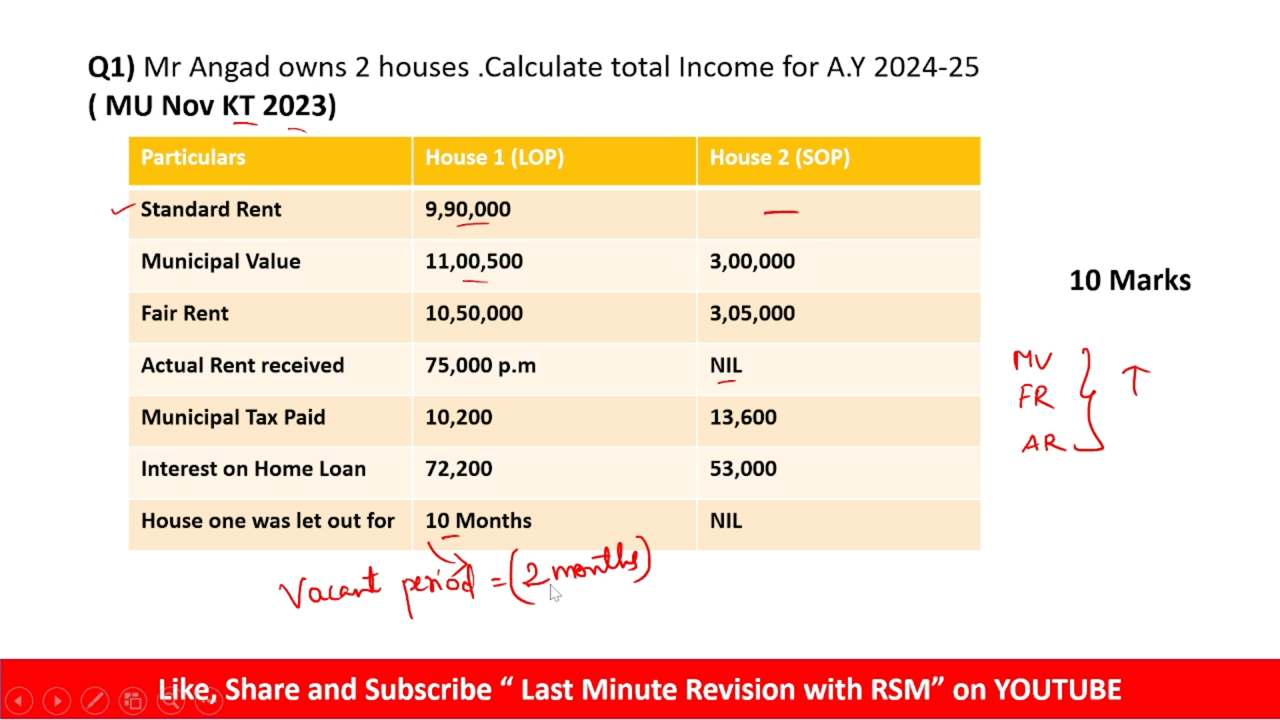 Q1) Mr Angad owns 2 houses .Calculate total Income for A.Y 2024-25
( MU Nov KT 2023)
Particulars House 1 (LOP) House 2 (SOP)
Standard Rent 9,90,000 —
Municipal Value 11,00,500 3,00,000
Fair Rent 10,50,000 3,05,000
Actual Rent received 75,000 p.m NIL
Municipal Tax Paid 10,200 13,600
Interest on Home Loan 72,200 53,000
House one was let out for 10 Months NIL
10 Marks
MV
FR
AR
Vacant period = (2 months)
Like, Share and Subscribe “ Last Minute Revision with RSM” on YOUTUBE